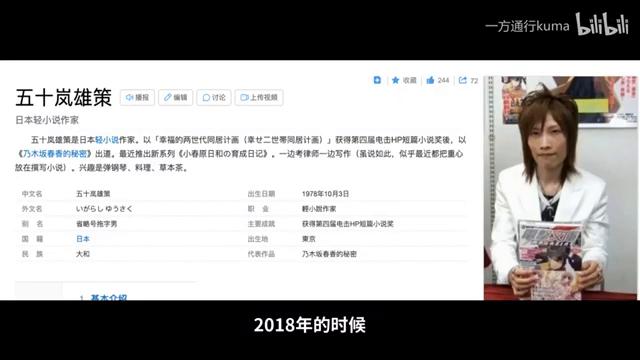 一方通行kuma bilibili
五十岚雄策
播报 编辑 讨论 上传视频
收藏 244 72
日本轻小说作家
五十岚雄策是日本轻小说作家。以「幸福的两世代同居计画（幸せ二世帯同居计画）」获得第四届电击HP短篇小说奖后，以
《乃木坂春香的秘密》出道。最近推出新系列《小春原日和の育成日记》。一边考律师一边写作（虽说如此，似乎最近都把重心
放在撰写小说）。兴趣是弹钢琴、料理、草本茶。
中文名 五十岚雄策 出生日期 1978年10月3日
外文名 いがらし ゆうさく 职 业 轻小说作家
别 名 省略号拖字男 主要成就 获得第四届电击HP短篇小说奖
国 籍 日本 出生地 東京
民 族 大和 代表作品 乃木坂春香的秘密
1 基本介绍
2018年的时候